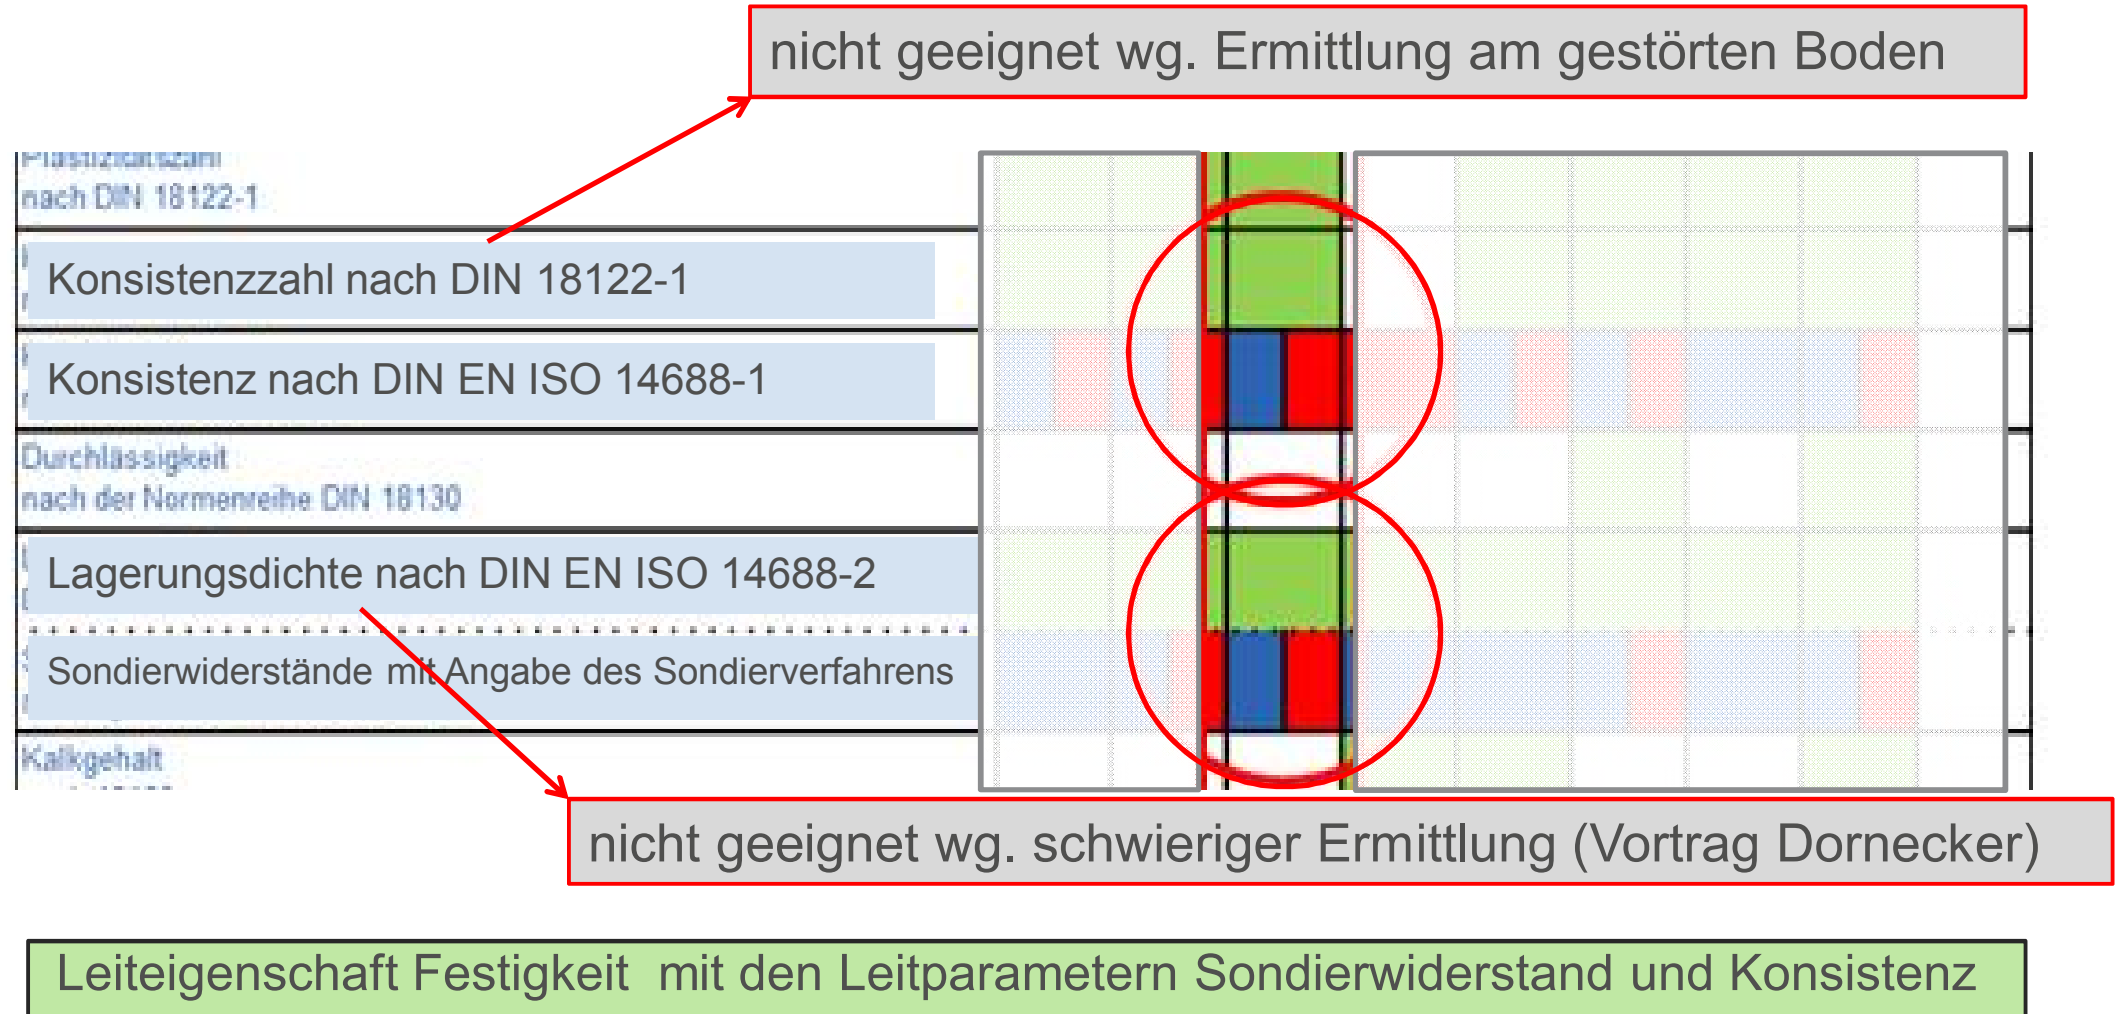 nicht geeignet wg. Ermittlung am gestörten Boden
Plastizitätszahl
nach DIN 18122-1
Konsistenzzahl nach DIN 18122-1
Konsistenz nach DIN EN ISO 14688-1
Durchlässigkeit
nach der Normenreihe DIN 18130
Lagerungsdichte nach DIN EN ISO 14688-2
Sondierwiderstände mit Angabe des Sondierverfahrens
Kalkgehalt
nicht geeignet wg. schwieriger Ermittlung (Vortrag Dornecker)
Leiteigenschaft Festigkeit mit den Leitparametern Sondierwiderstand und Konsistenz